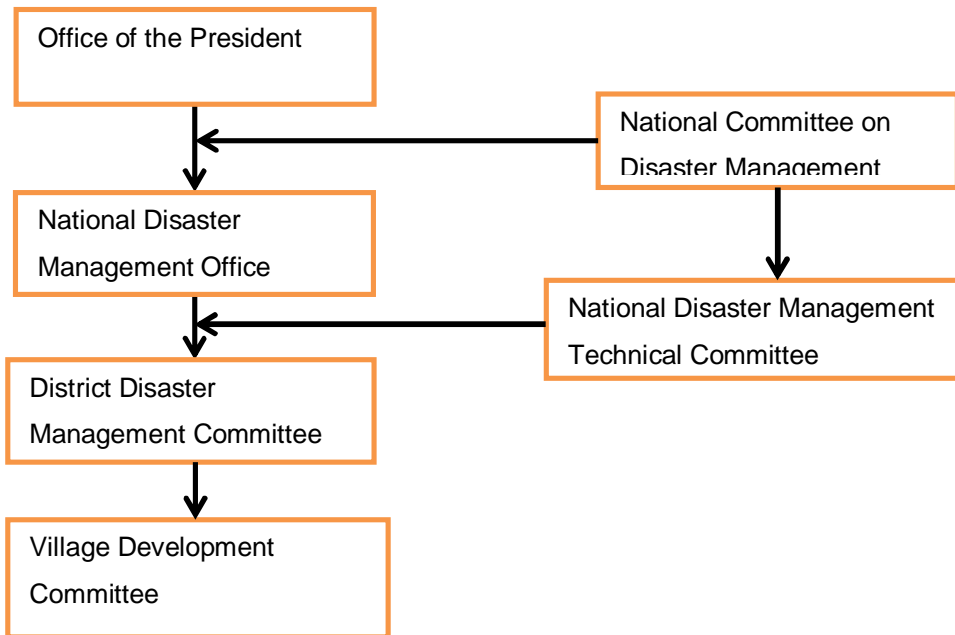 Office of the President
National Committee on
Disaster Management
National Disaster
Management Office
National Disaster Management
Technical Committee
District Disaster
Management Committee
Village Development
Committee